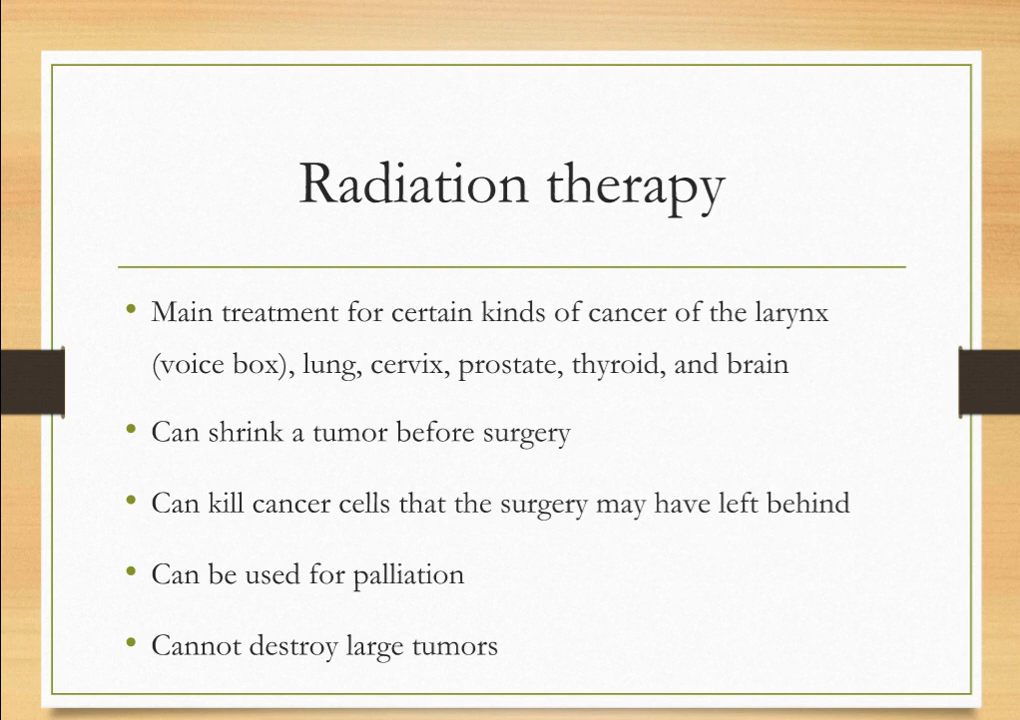 Radiation therapy
• Main treatment for certain kinds of cancer of the larynx
(voice box), lung, cervix, prostate, thyroid, and brain
• Can shrink a tumor before surgery
• Can kill cancer cells that the surgery may have left behind
• Can be used for palliation
• Cannot destroy large tumors